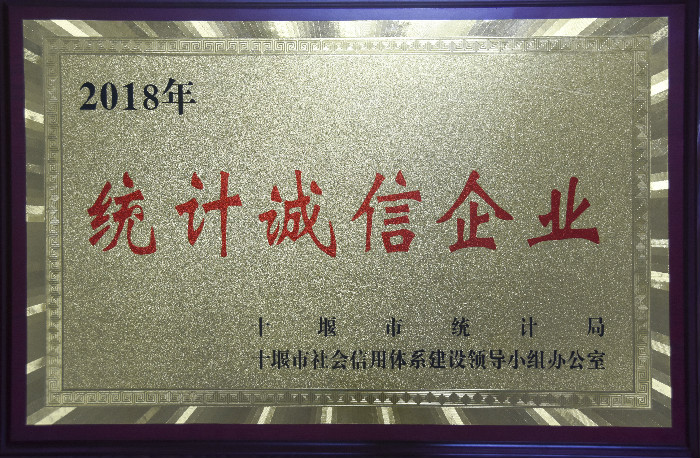 2018年
统计诚信企业
十堰市统计局
十堰市社会信用体系建设领导小组办公室